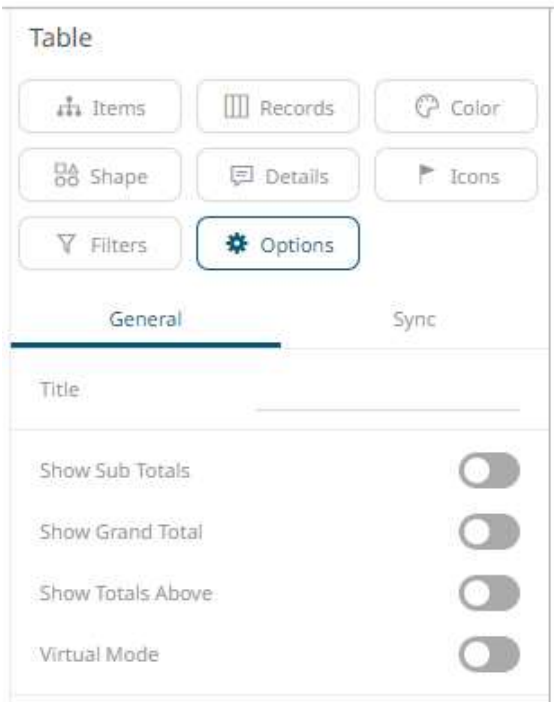 Table
Items Records Color
Shape Details Icons
Filters Options
General Sync
Title
Show Sub Totals
Show Grand Total
Show Totals Above
Virtual Mode